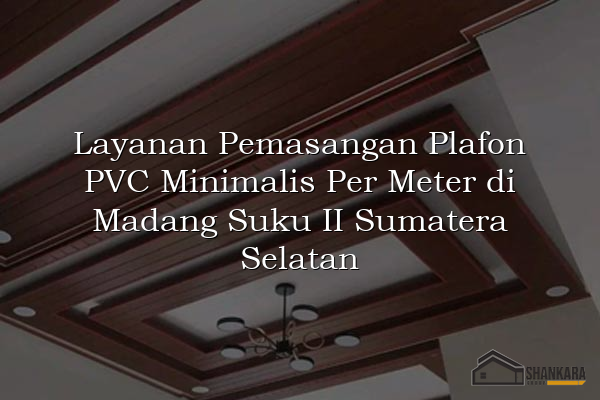 Layanan Pemasangan Plafon
PVC Minimalis Per Meter di
Madang Suku II Sumatera
Selatan
SHANKARA